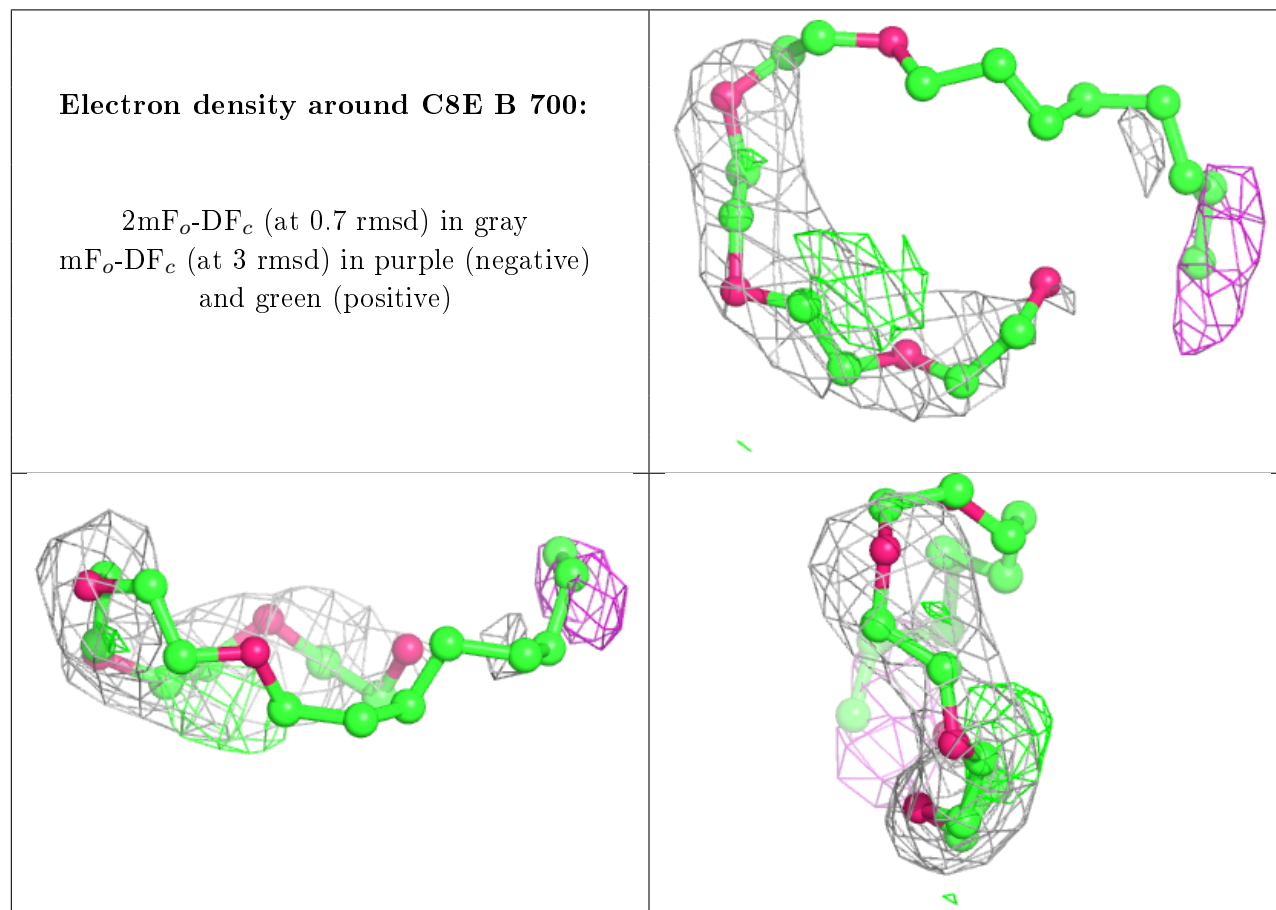 Electron density around C8E B 700:
2mFo-DFc (at 0.7 rmsd) in gray
mFo-DFc (at 3 rmsd) in purple (negative)
and green (positive)